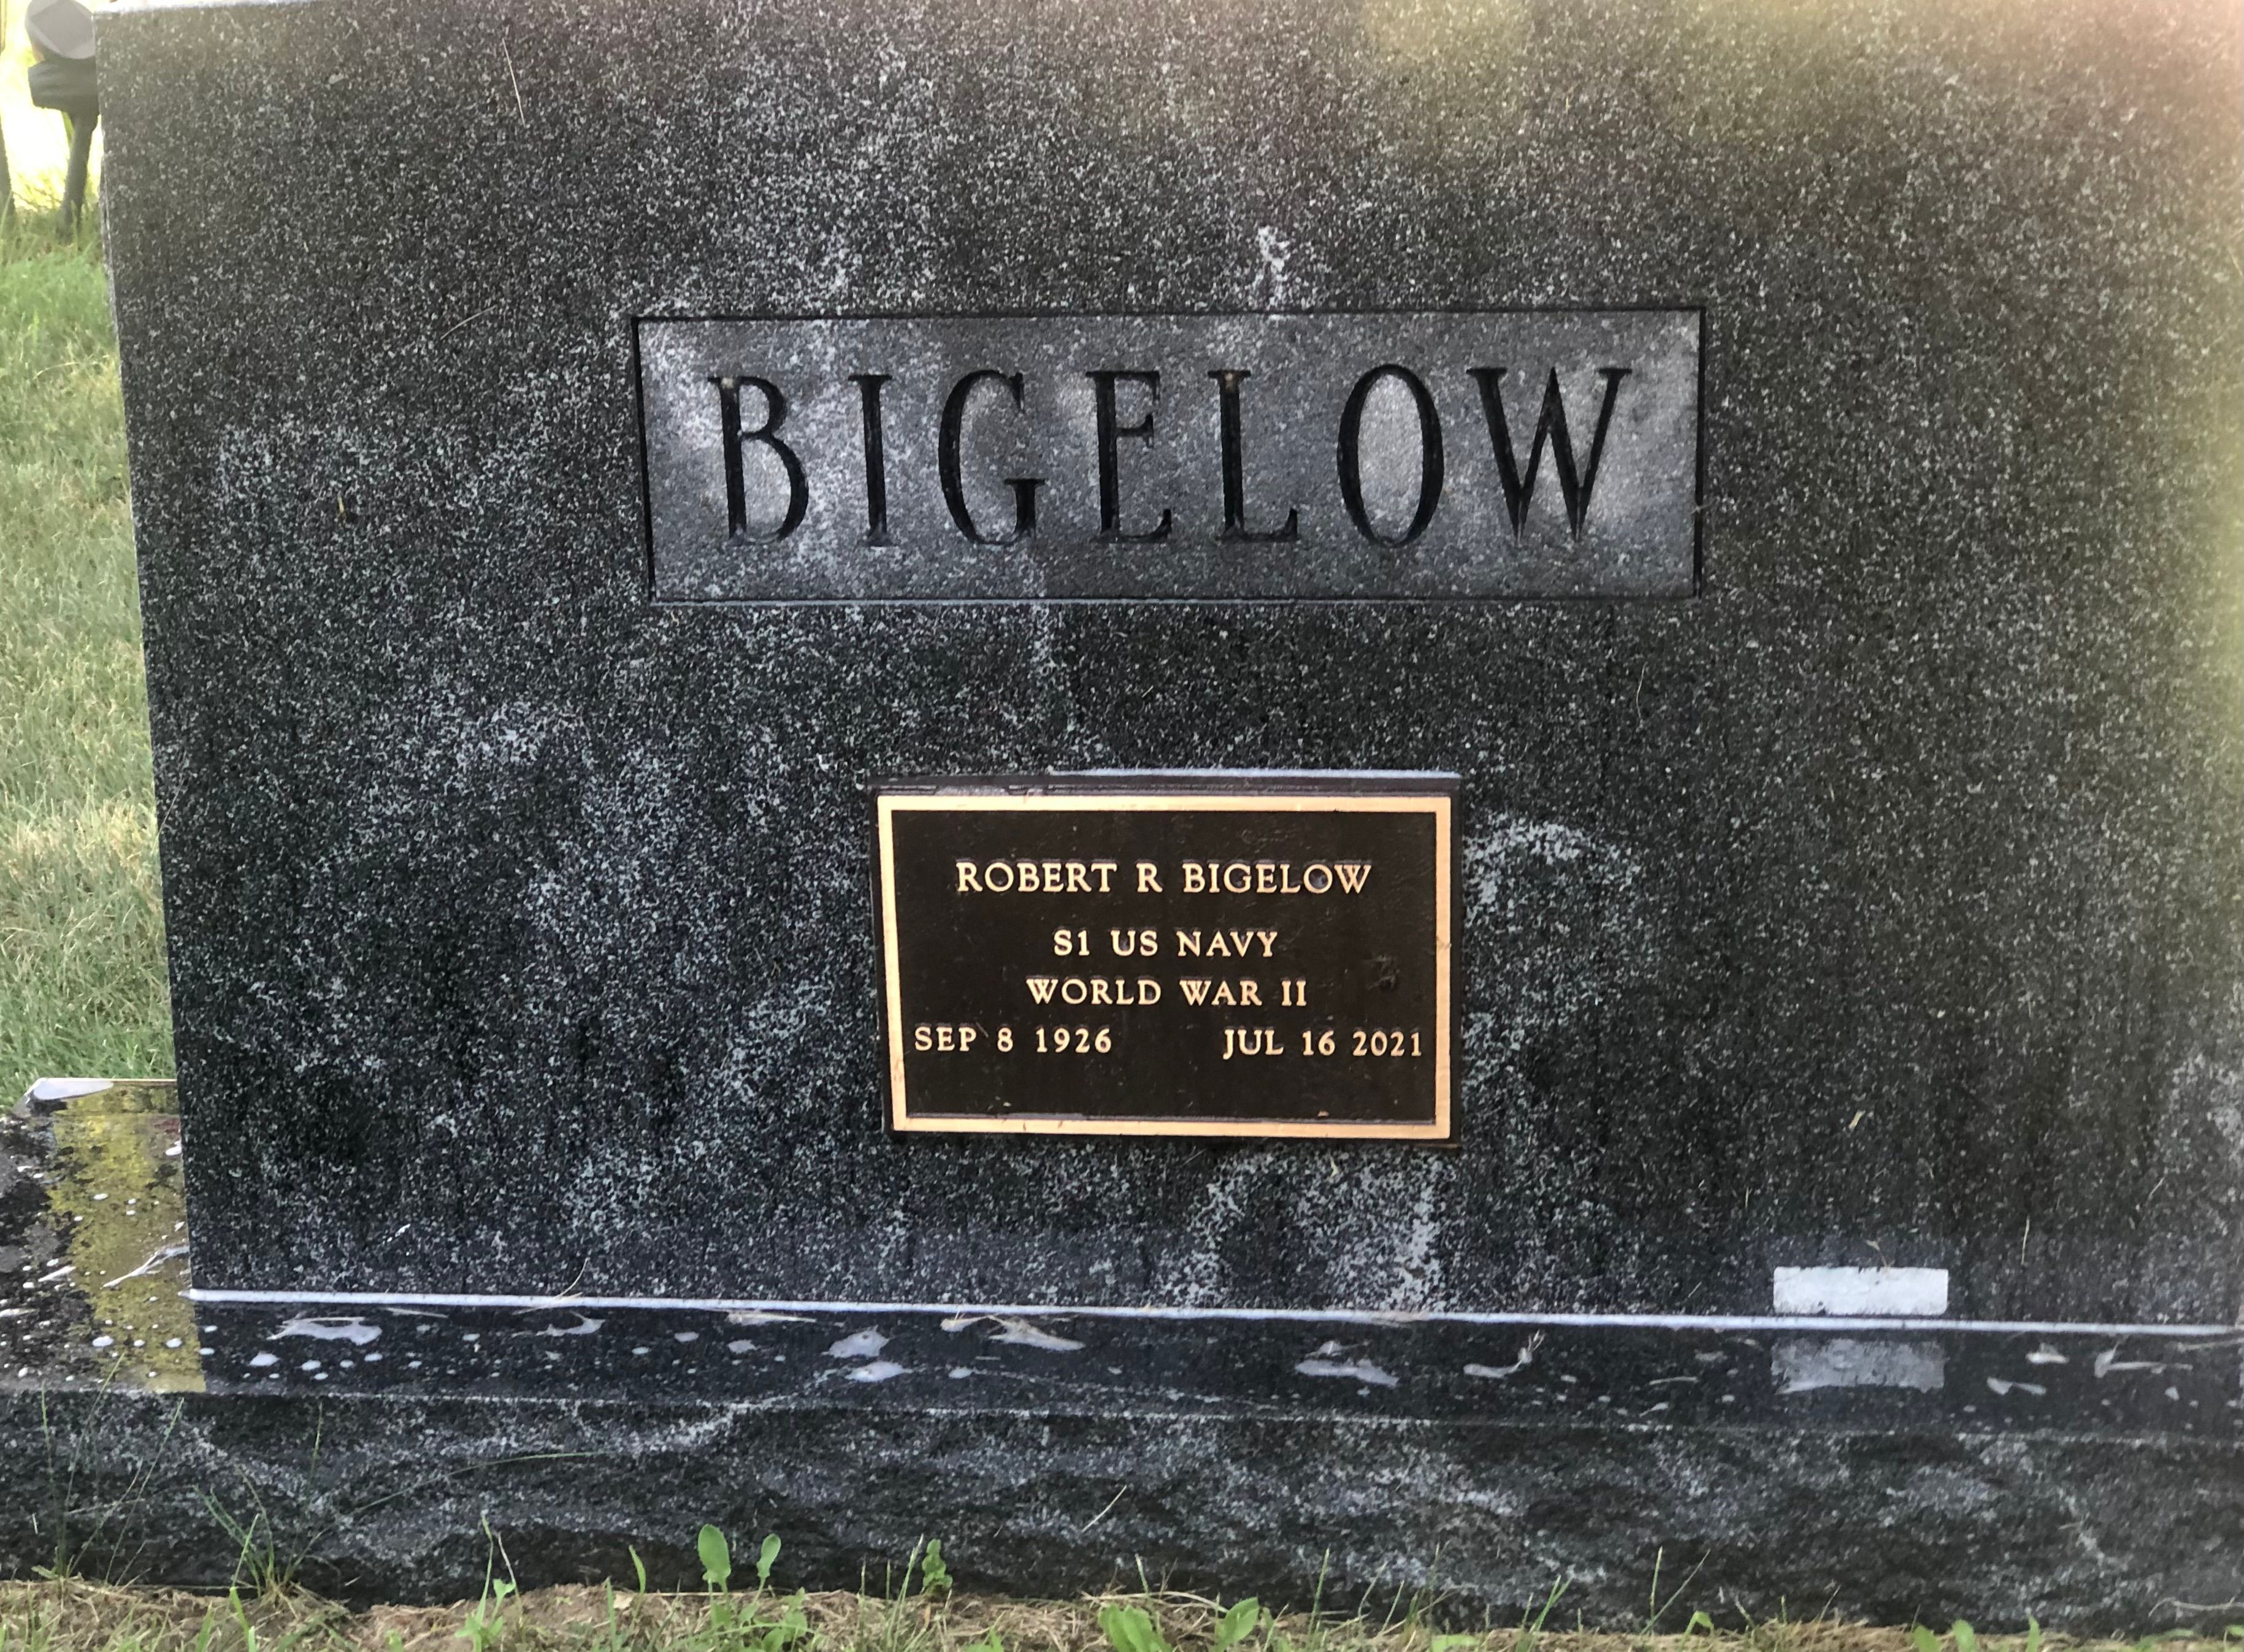 BIGELOW
ROBERT R BIGELOW
S1 US NAVY
WORLD WAR II
SEP 8 1926 JUL 16 2021